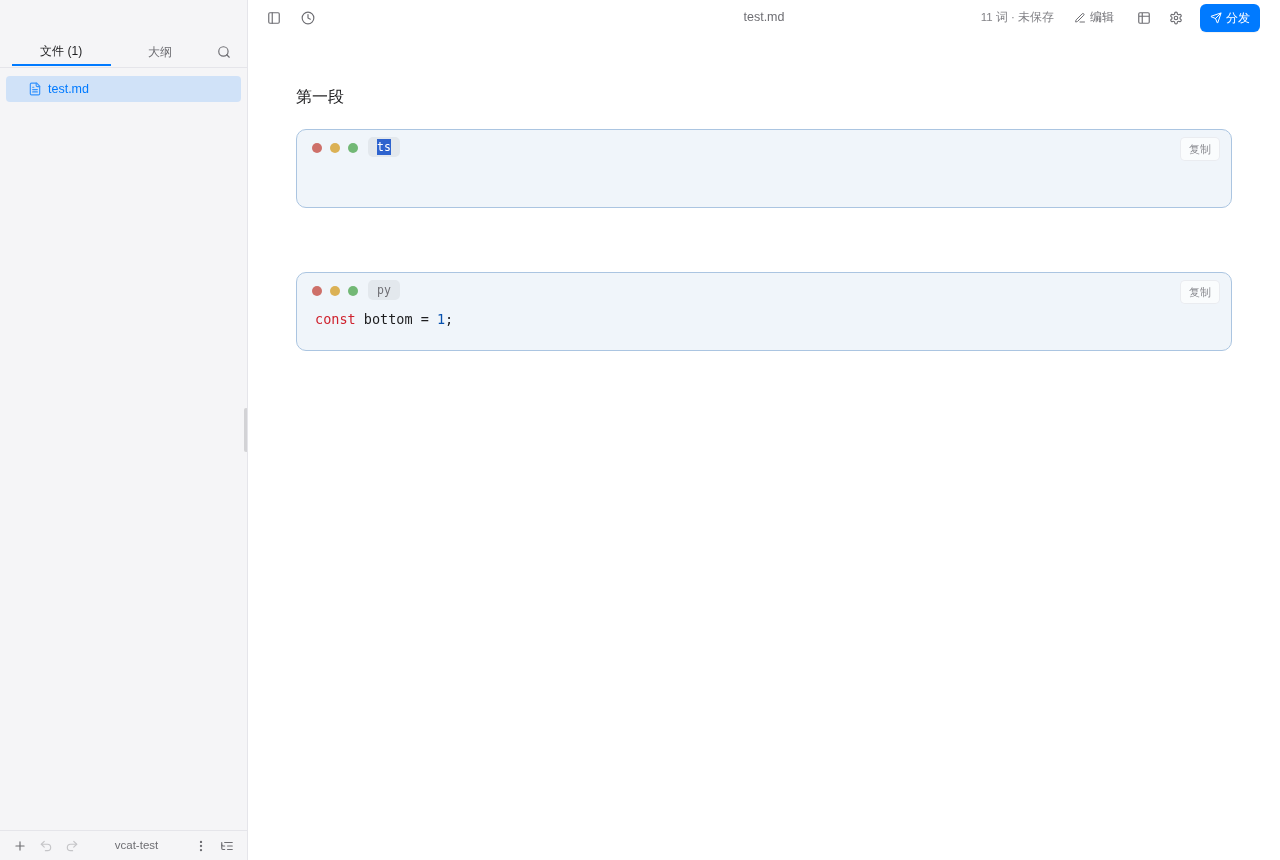 test.md
11 词 · 未保存
编辑
分发
文件 (1)
大纲
test.md
第一段
ts
复制
py
复制
const bottom = 1;
vcat-test